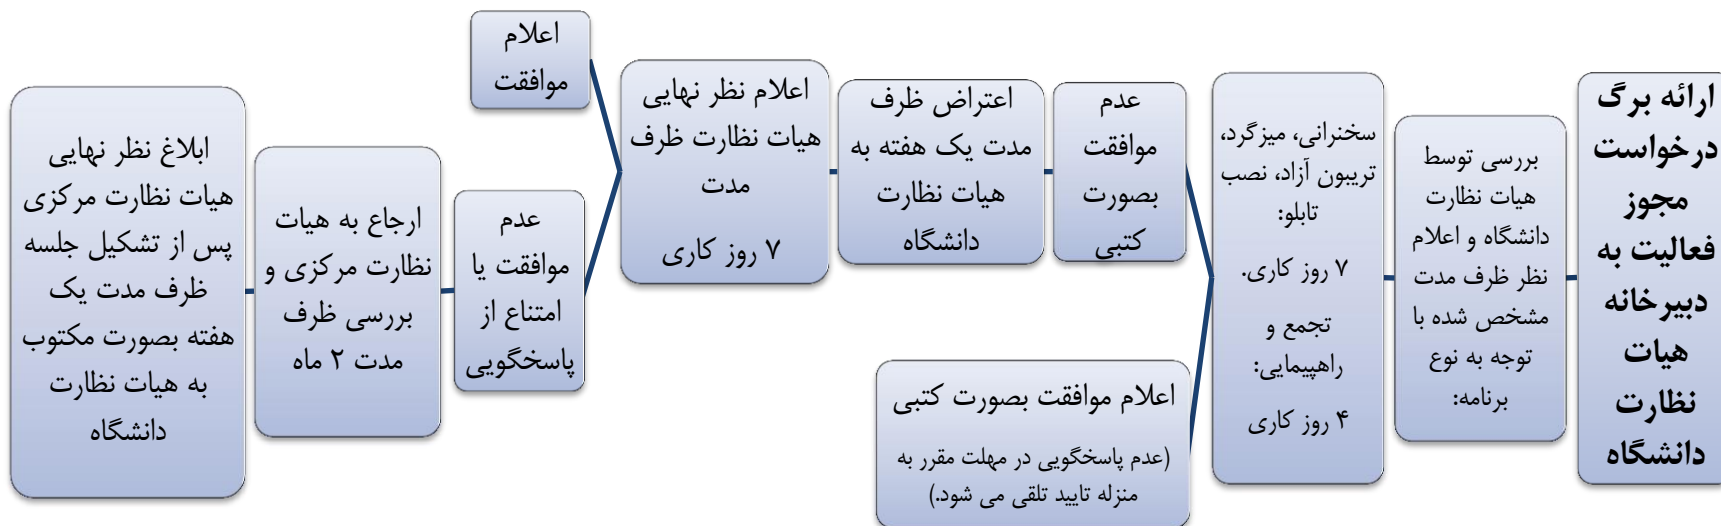 ارائه برگ
درخواست
مجوز
فعالیت به
دبیرخانه
هیات
نظارت
دانشگاه
بررسی توسط
هیات نظارت
دانشگاه و اعلام
نظر ظرف مدت
مشخص شده با
توجه به نوع
برنامه:
سخنرانی، میزگرد،
تریبون آزاد، نصب
تابلو:
۷ روز کاری.
تجمع و
راهپیمایی:
۴ روز کاری
عدم
موافقت
بصورت
کتبی
اعلام موافقت بصورت کتبی
(عدم پاسخگویی در مهلت مقرر به
منزله تایید تلقی می شود.)
اعتراض ظرف
مدت یک هفته به
هیات نظارت
دانشگاه
اعلام نظر نهایی
هیات نظارت ظرف
مدت
۷ روز کاری
اعلام
موافقت
عدم
موافقت یا
امتناع از
پاسخگویی
ارجاع به هیات
نظارت مرکزی و
بررسی ظرف
مدت ۲ ماه
ابلاغ نظر نهایی
هیات نظارت مرکزی
پس از تشکیل جلسه
ظرف مدت یک
هفته بصورت مکتوب
به هیات نظارت
دانشگاه